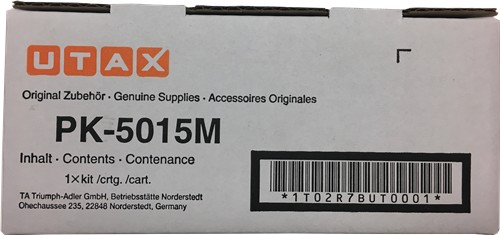 UTAX
Original Zubehör · Genuine Supplies · Accessoires Originales
PK-5015M
Inhalt · Contents · Contenance
1×kit /crtg. /cart.
TA Triumph-Adler GmbH, Betriebsstätte Norderstedt
Ohechaussee 235, 22848 Norderstedt, Germany
*1T02R7BUT0001*